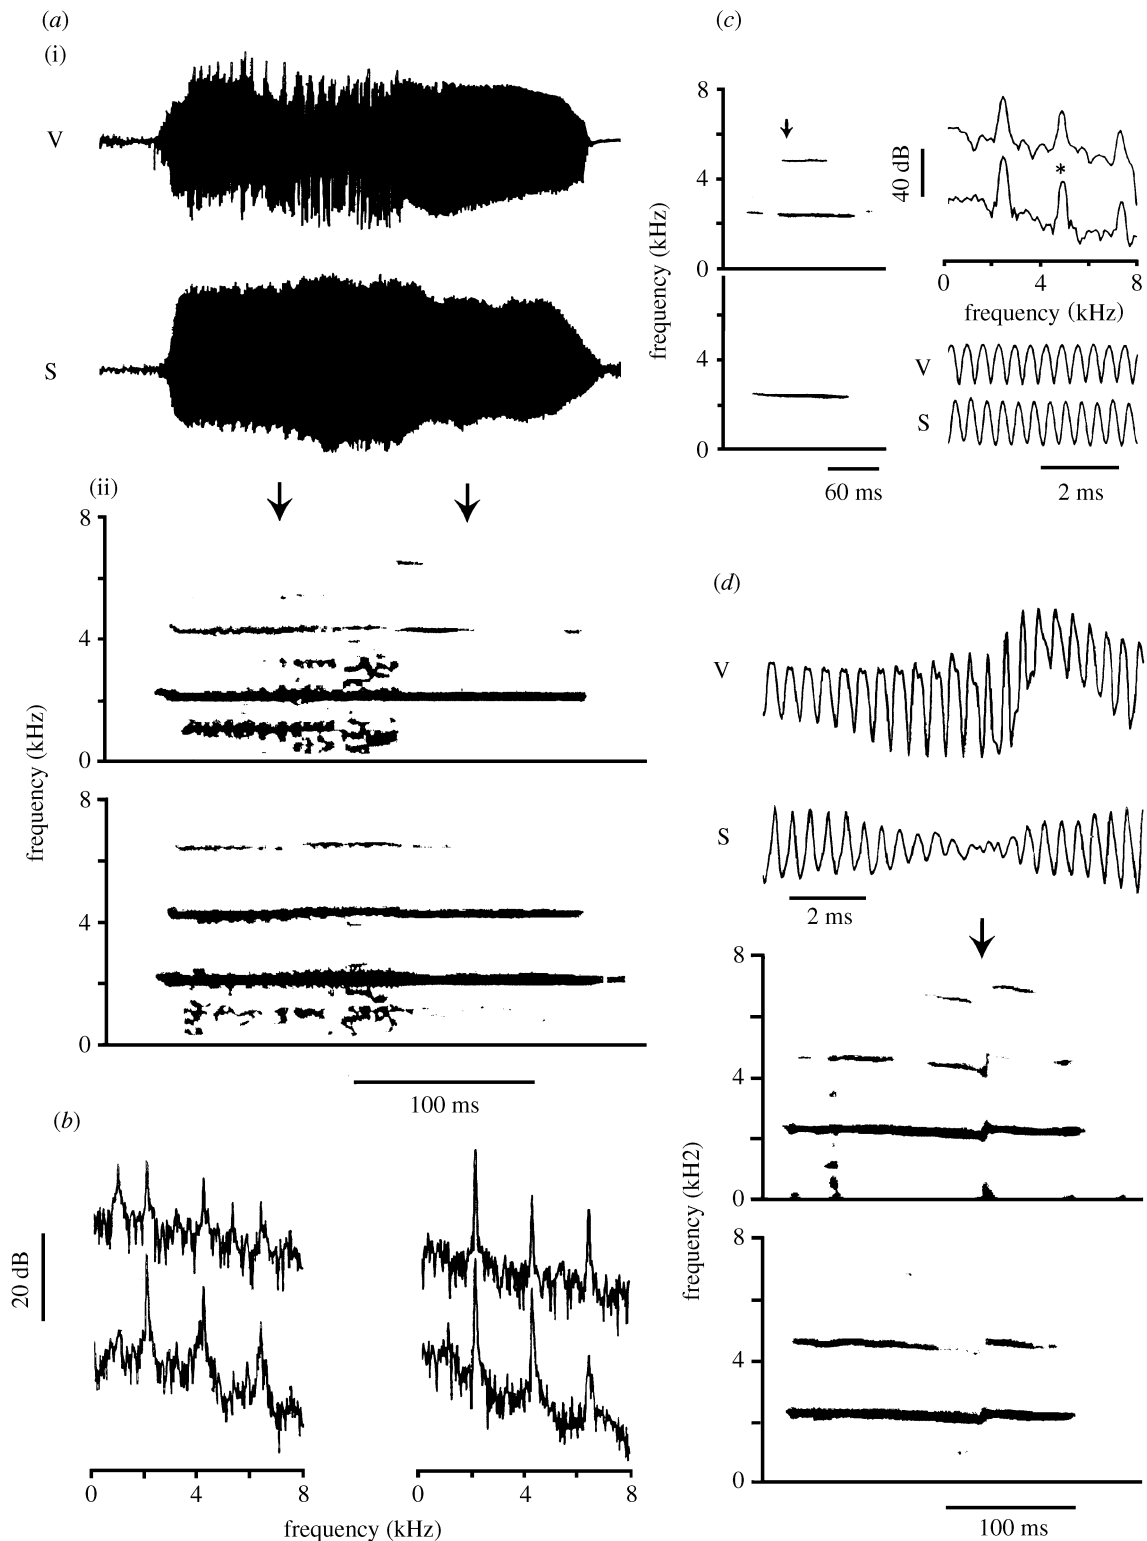 (a)
(i)
V
S
(ii)
8
4
0
8
4
0
frequency (kHz)
100 ms
(b)
20 dB
0 4 8
0 4 8
frequency (kHz)
(c)
8
4
0
4
0
frequency (kHz)
60 ms
40 dB
*
0 4 8
frequency (kHz)
V
S
2 ms
(d)
V
S
2 ms
8
4
0
8
4
0
frequency (kH2)
100 ms